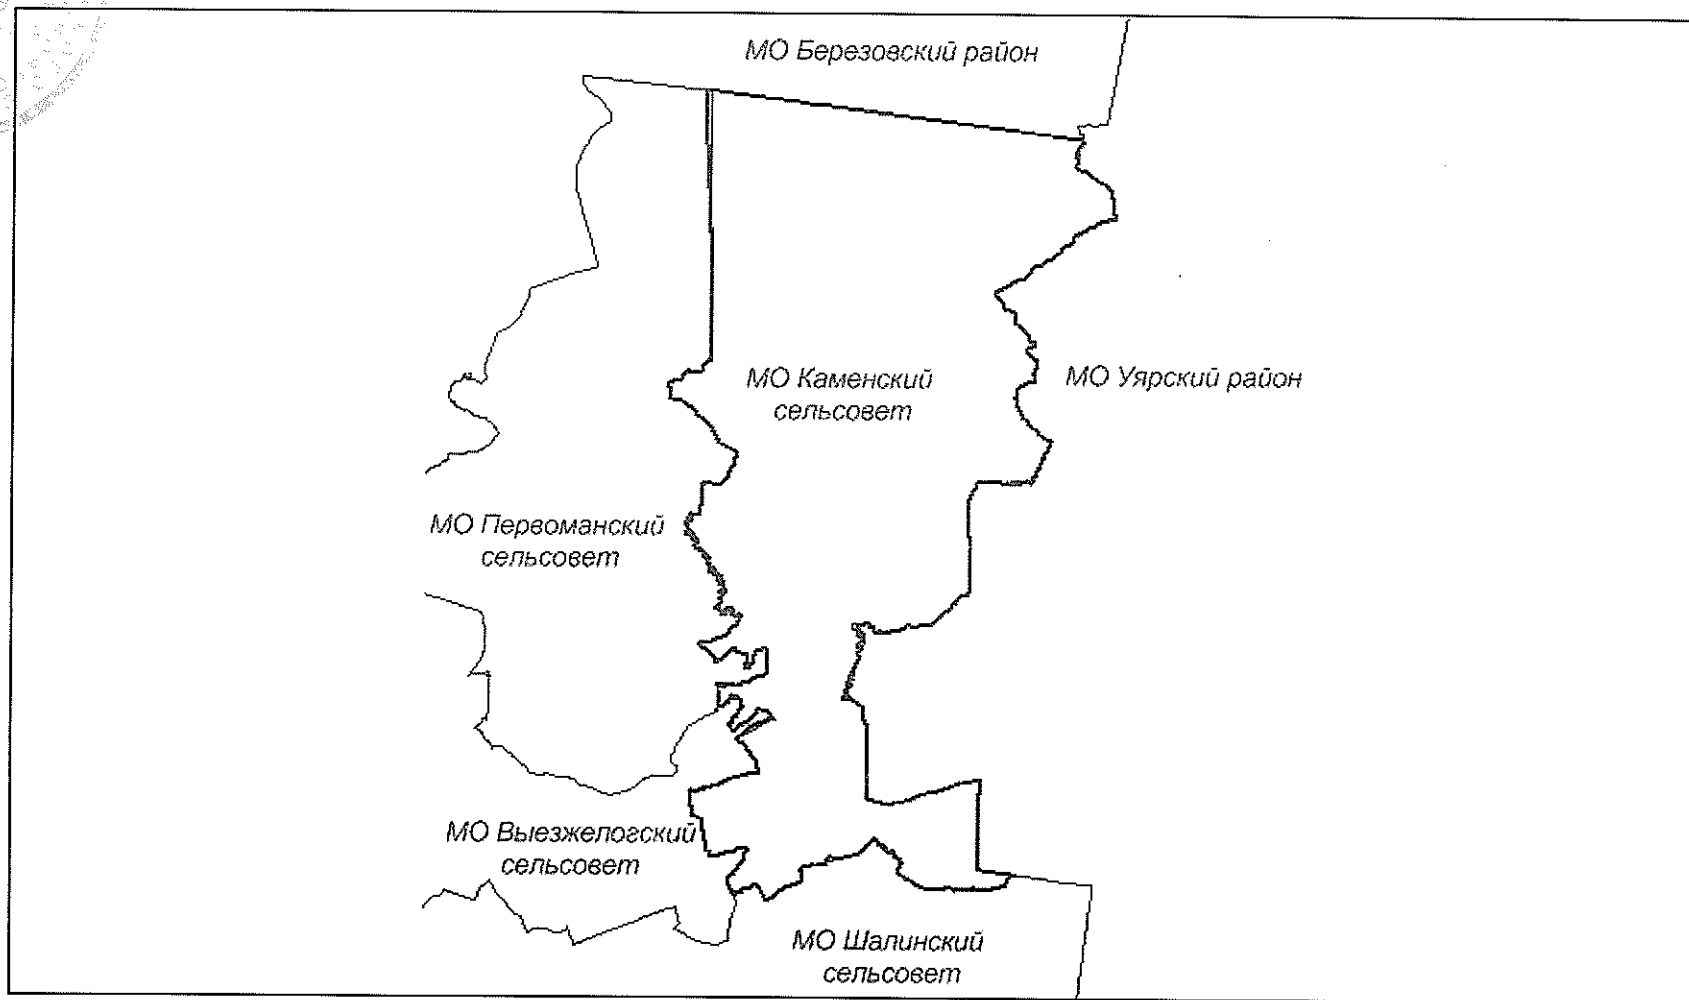 МО Березовский район
МО Каменский
сельсовет
МО Уярский район
МО Первоманский
сельсовет
МО Выезжелогский
сельсовет
МО Шалинский
сельсовет